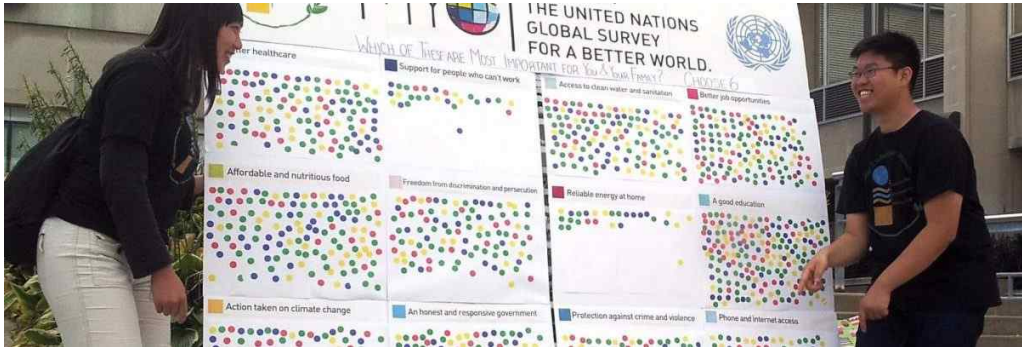 THE UNITED NATIONS
GLOBAL SURVEY
FOR A BETTER WORLD.
WHICH OF THESE ARE MOST IMPORTANT FOR YOU & YOUR FAMILY? CHOOSE 6
healthcare
Support for people who can't work
Access to clean water and sanitation
Better job opportunities
Affordable and nutritious food
Freedom from discrimination and persecution
Reliable energy at home
A good education
Action taken on climate change
An honest and responsive government
Protection against crime and violence
Phone and internet access